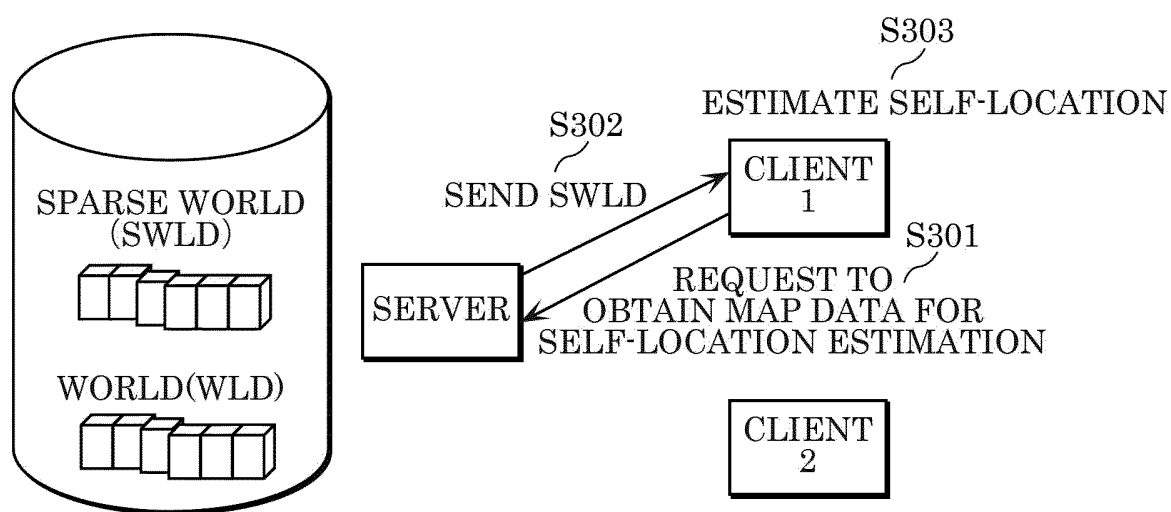 S303
ESTIMATE SELF-LOCATION
S302
SEND SWLD
CLIENT
1
SPARSE WORLD
(SWLD)
S301
REQUEST TO
OBTAIN MAP DATA FOR
SELF-LOCATION ESTIMATION
SERVER
WORLD(WLD)
CLIENT
2